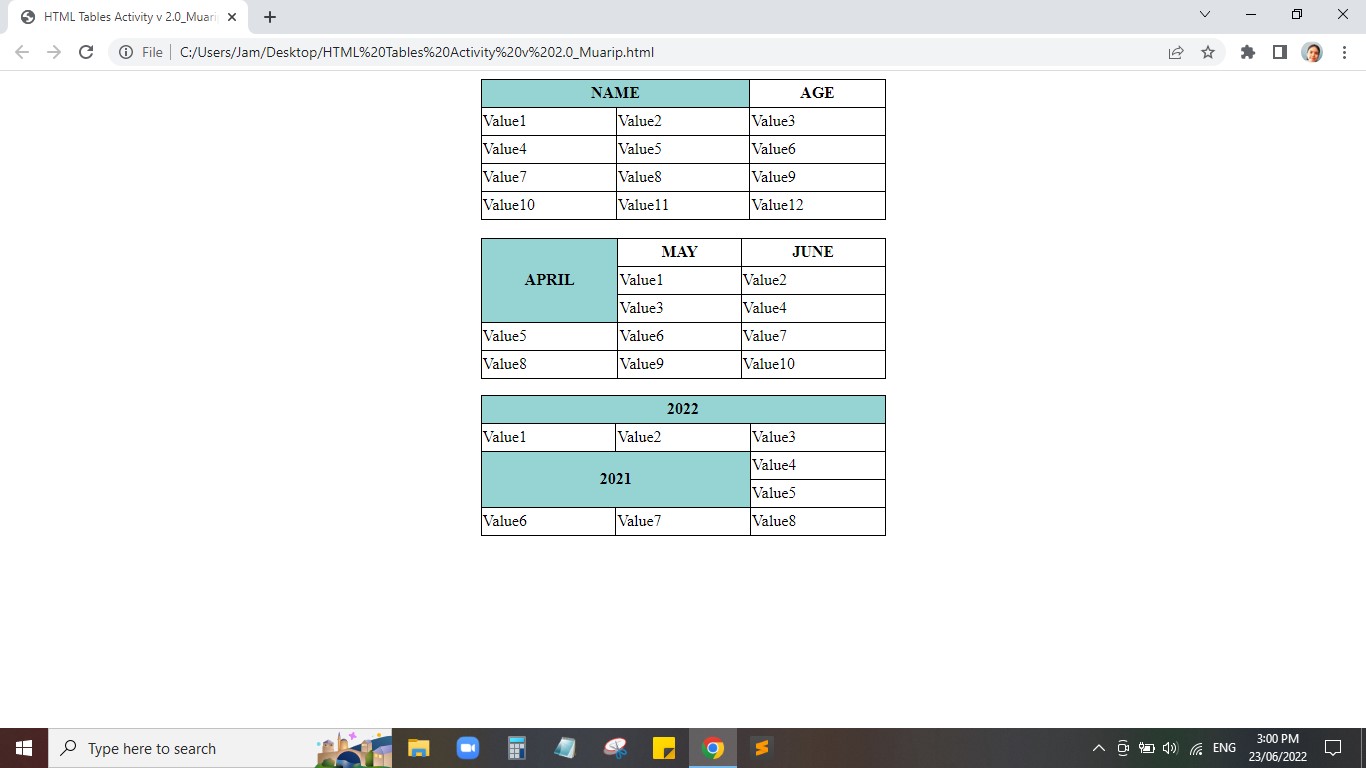 HTML Tables Activity v 2.0_Muari
File C:/Users/Jam/Desktop/HTML%20Tables%20Activity%20v%202.0_Muarip.html
NAME AGE
Value1 Value2 Value3
Value4 Value5 Value6
Value7 Value8 Value9
Value10 Value11 Value12
APRIL MAY JUNE
Value1 Value2
Value3 Value4
Value5 Value6 Value7
Value8 Value9 Value10
2022
Value1 Value2 Value3
2021 Value4
Value5
Value6 Value7 Value8
Type here to search
ENG
3:00 PM
23/06/2022